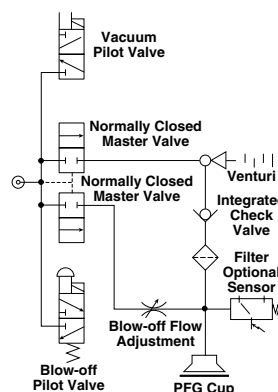 Vacuum
Pilot Valve
Normally Closed
Master Valve
Venturi
Normally Closed
Master Valve
Integrated
Check
Valve
Filter
Optional
Sensor
Blow-off Flow
Adjustment
Blow-off
Pilot Valve
PFG Cup